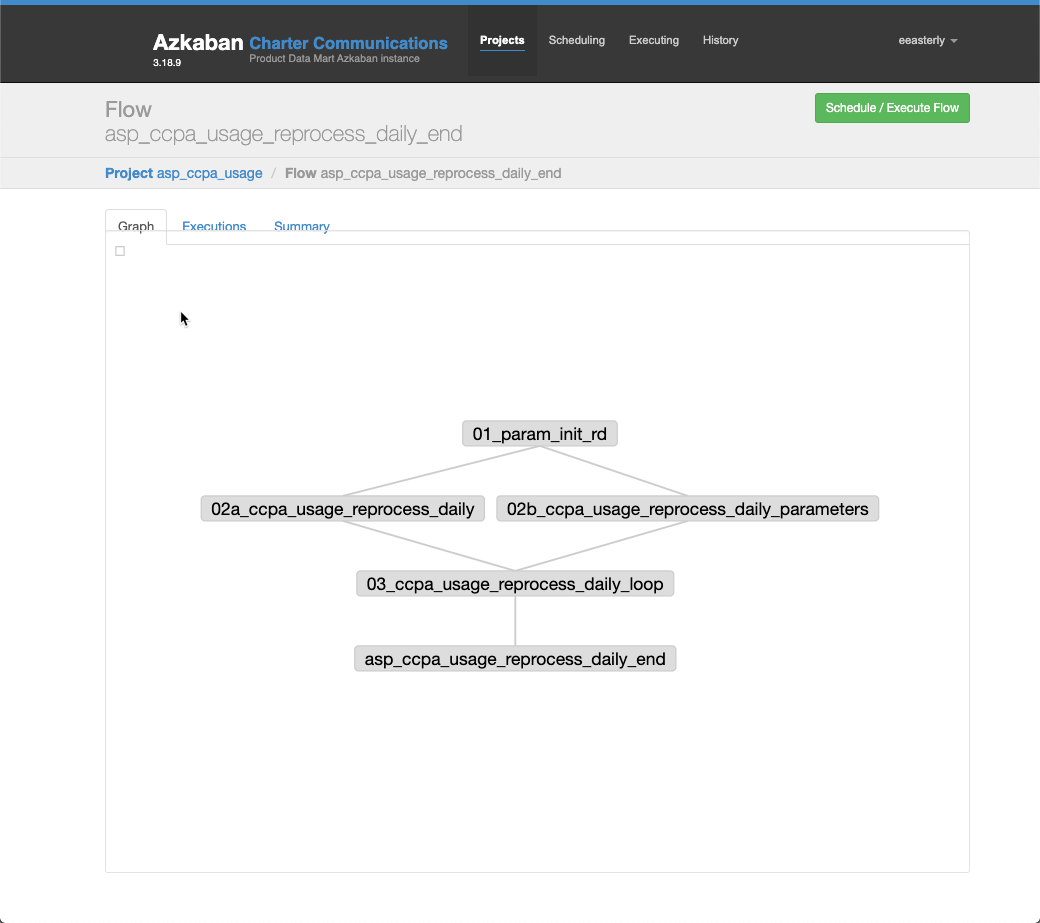 Azkaban Charter Communications
3.18.9 Product Data Mart Azkaban instance
Projects Scheduling Executing History eeasterly
Flow
asp_ccpa_usage_reprocess_daily_end
Schedule / Execute Flow
Project asp_ccpa_usage / Flow asp_ccpa_usage_reprocess_daily_end
Graph Executions Summary
01_param_init_rd
02a_ccpa_usage_reprocess_daily 02b_ccpa_usage_reprocess_daily_parameters
03_ccpa_usage_reprocess_daily_loop
asp_ccpa_usage_reprocess_daily_end